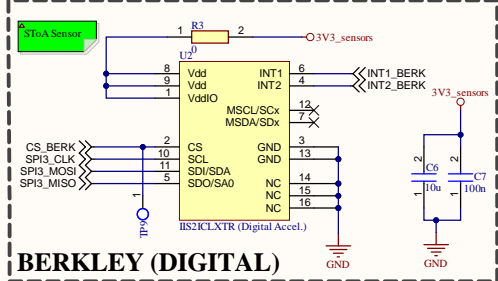 SToA Sensor
R3
1 2
0
3V3_sensors
U2
8 Vdd INT1 6 INT1_BERK
9 Vdd INT2 4 INT2_BERK
1 VddIO
MSCL/SCx 12
MSDA/SDx 7
3V3_sensors
CS_BERK 2 CS GND 3
SPI3_CLK 10 SCL GND 13
SPI3_MOSI 11 SDI/SDA
SPI3_MISO 5 SDO/SA0 NC 14
NC 15
NC 16
2 2
C6 C7
10u 100n
1 1
1
TP9
IIS2ICLXTR (Digital Accel.)
GND
GND
BERKLEY (DIGITAL)